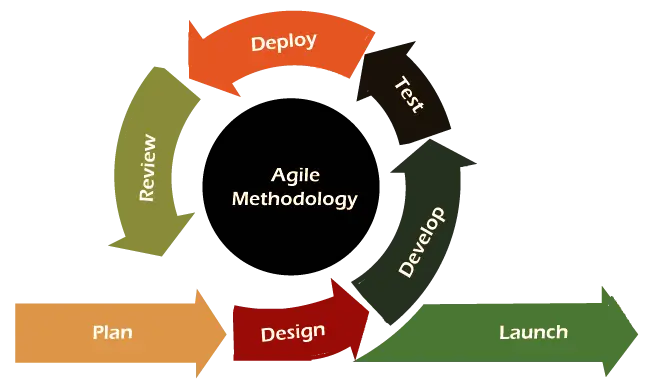 Deploy
Test
Review
Agile
Methodology
Develop
Plan
Design
Launch